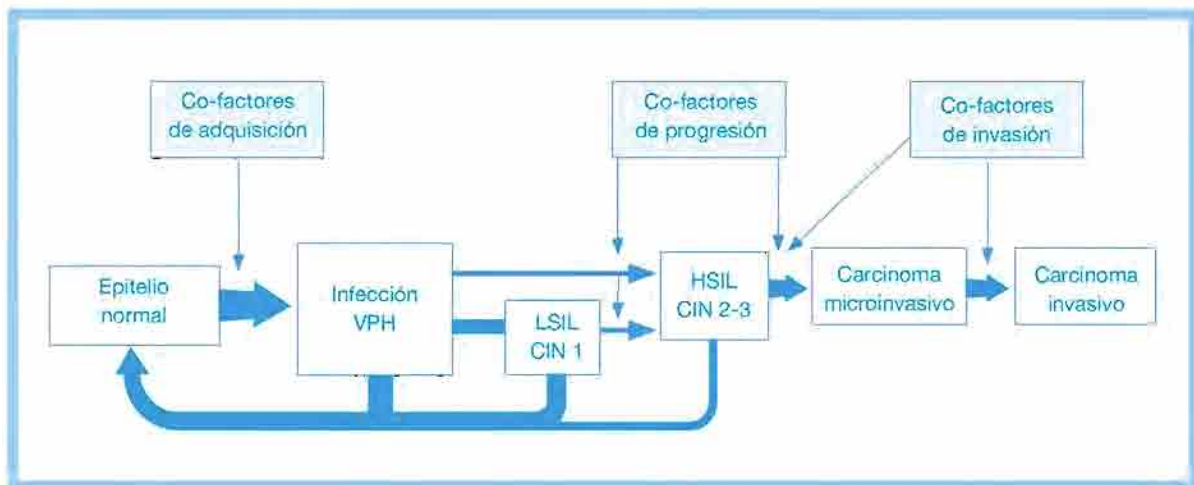 Co-factores
de adquisición
Co-factores
de progresión
Co-factores
de invasión
Epitelio
normal
Infección
VPH
LSIL
CIN 1
HSIL
CIN 2-3
Carcinoma
microinvasivo
Carcinoma
invasivo